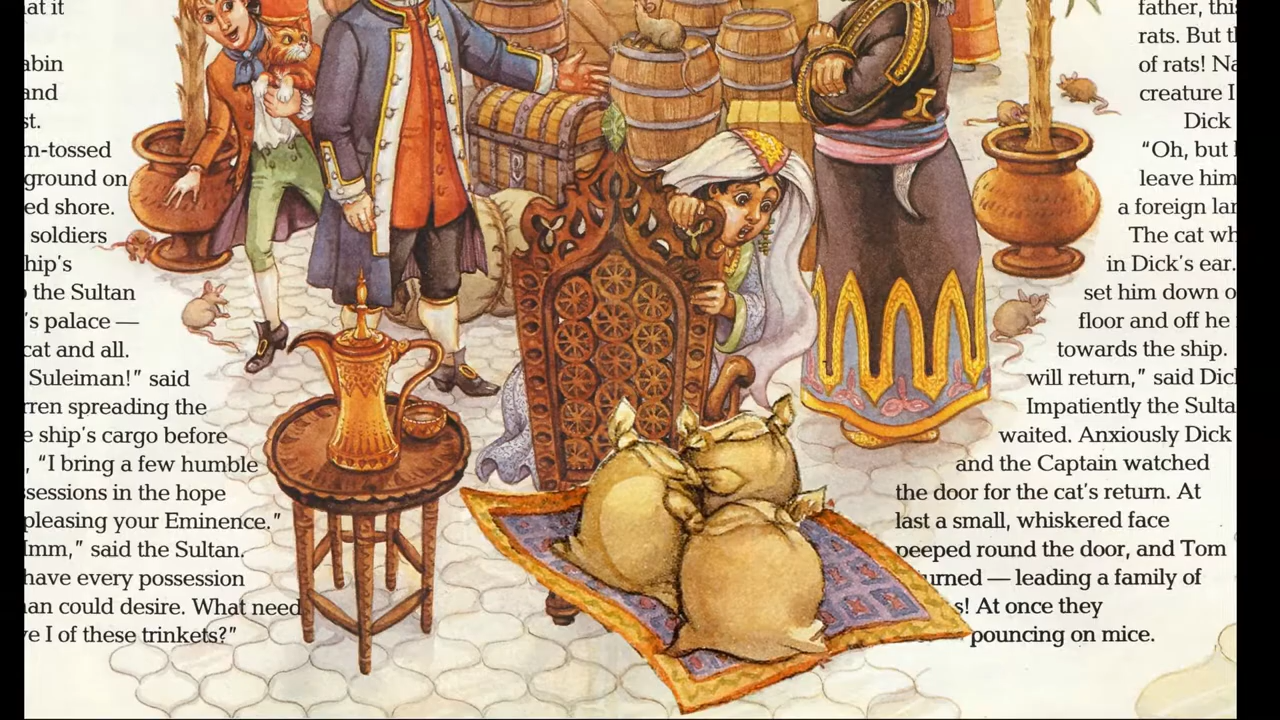 at it
abin
and
st.
m-tossed
ground on
ed shore.
soldiers
hip's
the Sultan
's palace —
cat and all.
Suleiman!" said
rren spreading the
e ship's cargo before
, "I bring a few humble
ssessions in the hope
pleasing your Eminence."
Imm," said the Sultan.
have every possession
an could desire. What need
ve I of these trinkets?"
father, this
rats. But th
of rats! Na
creature I
Dick
"Oh, but I
leave him
a foreign lan
The cat wh
in Dick's ear.
set him down o
floor and off he
towards the ship.
will return," said Dick
Impatiently the Sulta
waited. Anxiously Dick
and the Captain watched
the door for the cat's return. At
last a small, whiskered face
peeped round the door, and Tom
urned — leading a family of
s! At once they
pouncing on mice.